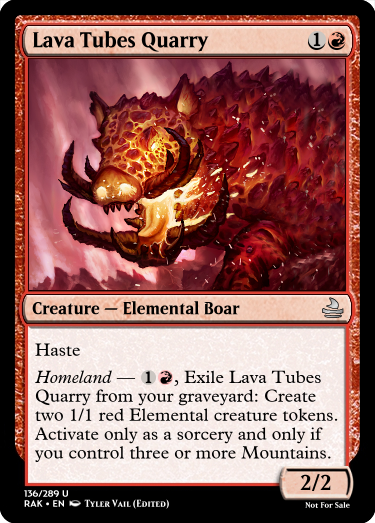 Lava Tubes Quarry 1
Creature — Elemental Boar
Haste
Homeland — 1, Exile Lava Tubes
Quarry from your graveyard: Create
two 1/1 red Elemental creature tokens.
Activate only as a sorcery and only if
you control three or more Mountains.
2/2
136/289 U
RAK • EN Tyler Vail (Edited)
Not For Sale